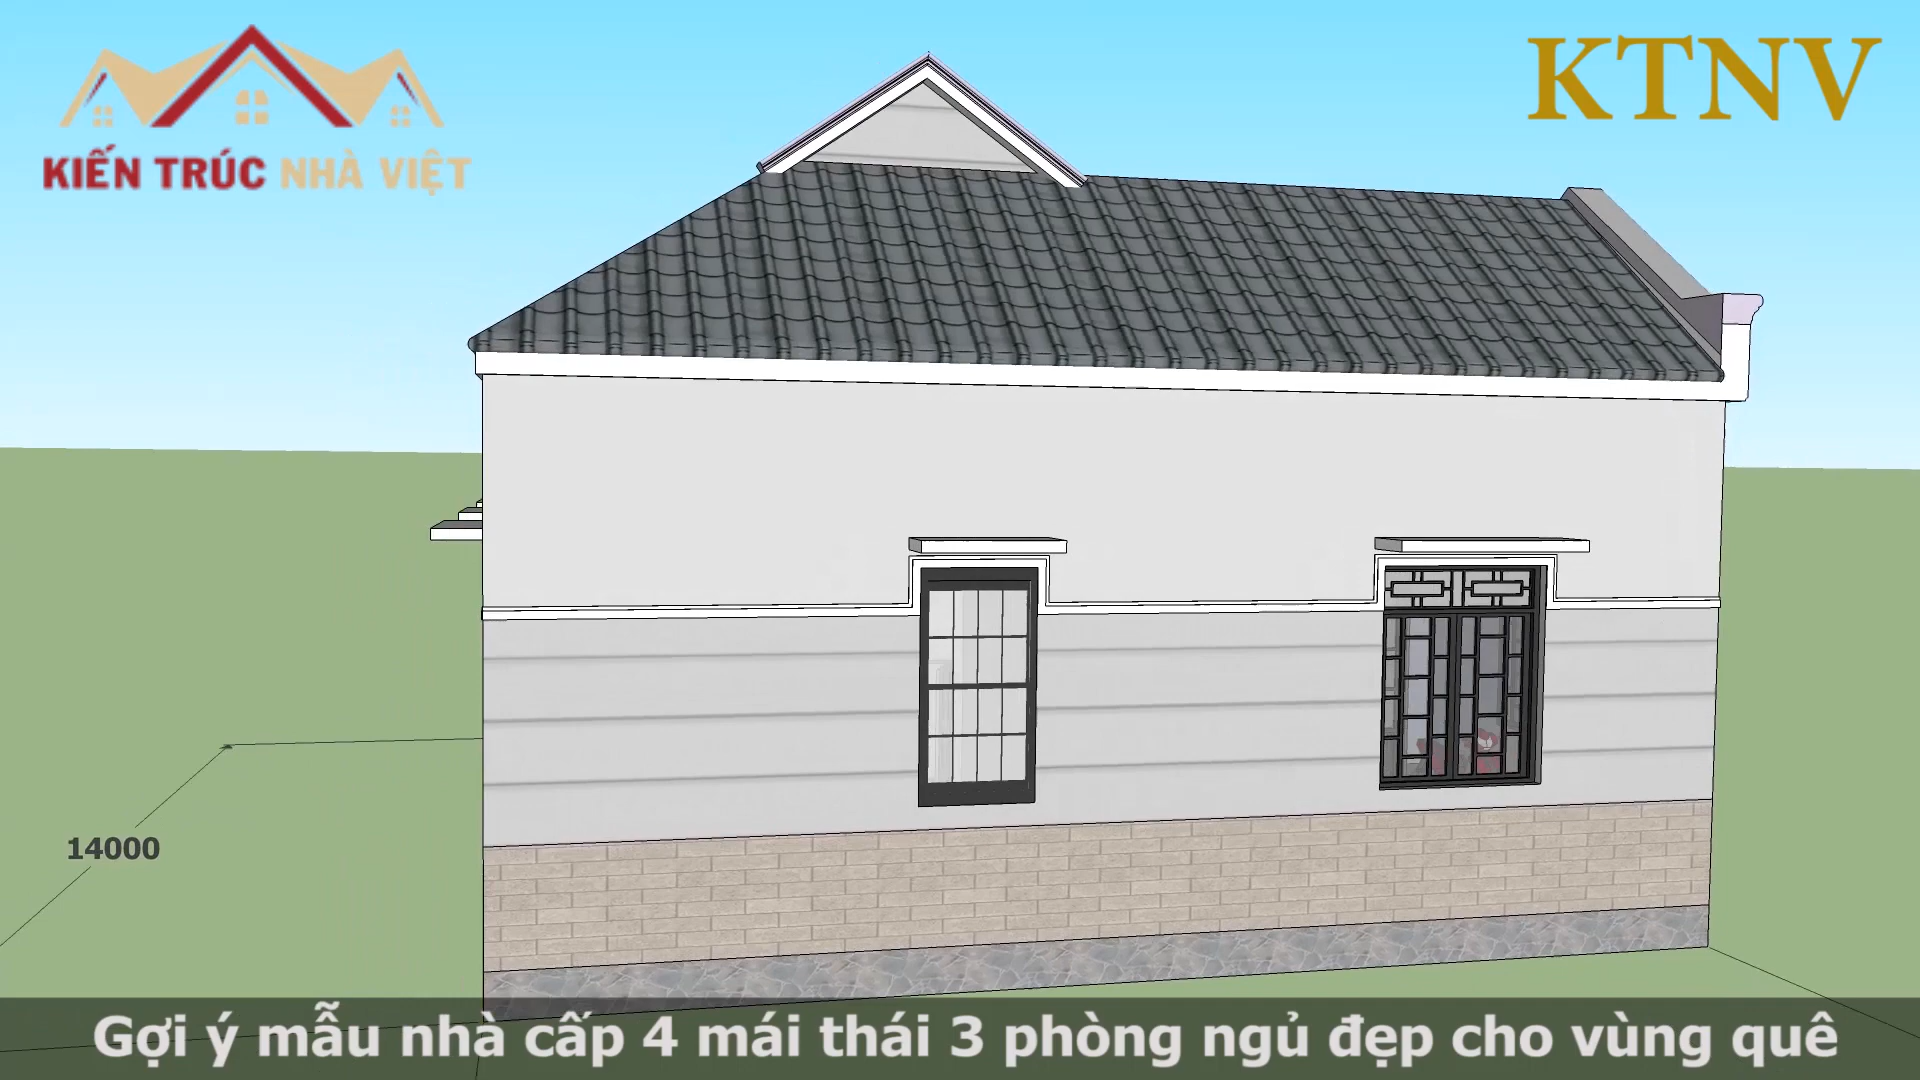 KIẾN TRÚC NHÀ VIỆT
KTNV
14000
Gợi ý mẫu nhà cấp 4 mái thái 3 phòng ngủ đẹp cho vùng quê